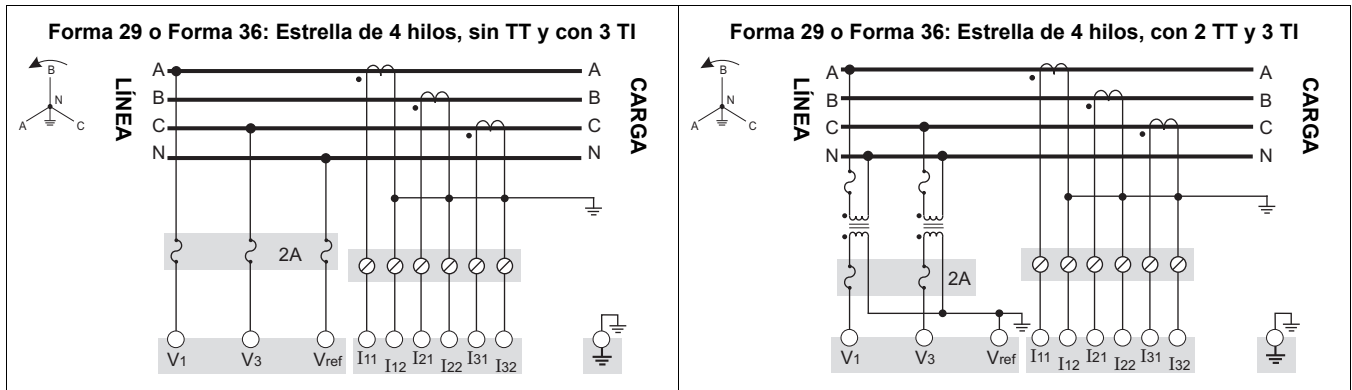 Forma 29 o Forma 36: Estrella de 4 hilos, sin TT y con 3 TI
B
N
A
C
LÍNEA
A
A
B
B
C
C
N
N
CARGA
2A
V1
V3
Vref
I11
I12
I21
I22
I31
I32
Forma 29 o Forma 36: Estrella de 4 hilos, con 2 TT y 3 TI
B
N
A
C
LÍNEA
A
A
B
B
C
C
N
N
CARGA
2A
V1
V3
Vref
I11
I12
I21
I22
I31
I32